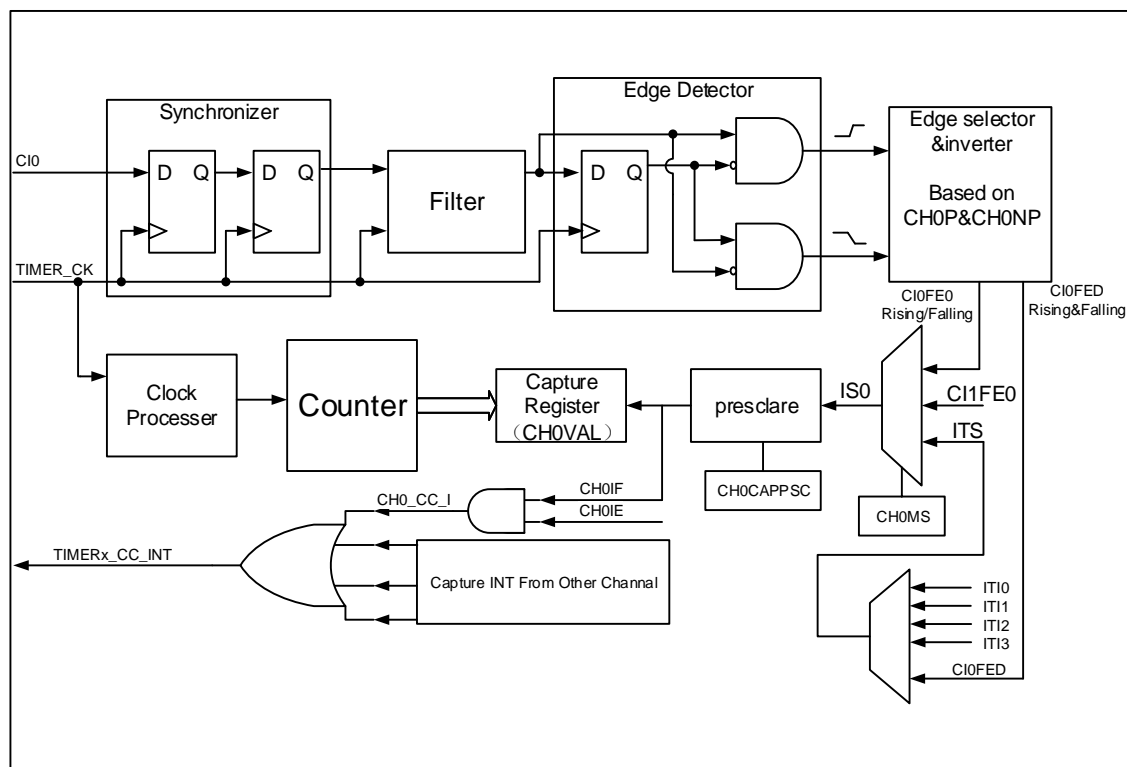 Synchronizer
Edge Detector
CI0
D Q
D Q
Filter
D Q
Edge selector
&inverter
Based on
CH0P&CH0NP
TIMER_CK
CI0FE0
Rising/Falling
CI0FED
Rising&Falling
Clock
Processer
Counter
Capture
Register
(CH0VAL)
presclare
IS0
CI1FE0
ITS
CH0CAPPSC
CH0MS
CH0_CC_I
CH0IF
CH0IE
TIMERx_CC_INT
Capture INT From Other Channel
ITI0
ITI1
ITI2
ITI3
CI0FED